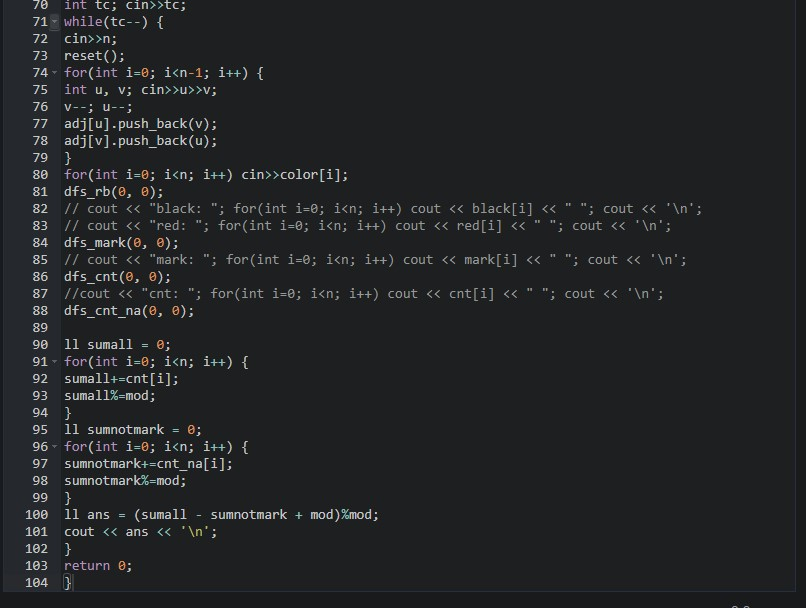 70 int tc; cin>>tc;
71 while(tc--) {
72 cin>>n;
73 reset();
74 for(int i=0; i<n-1; i++) {
75 int u, v; cin>>u>>v;
76 v--; u--;
77 adj[u].push_back(v);
78 adj[v].push_back(u);
79 }
80 for(int i=0; i<n; i++) cin>>color[i];
81 dfs_rb(0, 0);
82 // cout << "black: "; for(int i=0; i<n; i++) cout << black[i] << " "; cout << '\n';
83 // cout << "red: "; for(int i=0; i<n; i++) cout << red[i] << " "; cout << '\n';
84 dfs_mark(0, 0);
85 // cout << "mark: "; for(int i=0; i<n; i++) cout << mark[i] << " "; cout << '\n';
86 dfs_cnt(0, 0);
87 //cout << "cnt: "; for(int i=0; i<n; i++) cout << cnt[i] << " "; cout << '\n';
88 dfs_cnt_na(0, 0);
89
90 ll sumall = 0;
91 for(int i=0; i<n; i++) {
92 sumall+=cnt[i];
93 sumall%=mod;
94 }
95 ll sumnotmark = 0;
96 for(int i=0; i<n; i++) {
97 sumnotmark+=cnt_na[i];
98 sumnotmark%=mod;
99 }
100 ll ans = (sumall - sumnotmark + mod)%mod;
101 cout << ans << '\n';
102 }
103 return 0;
104 }